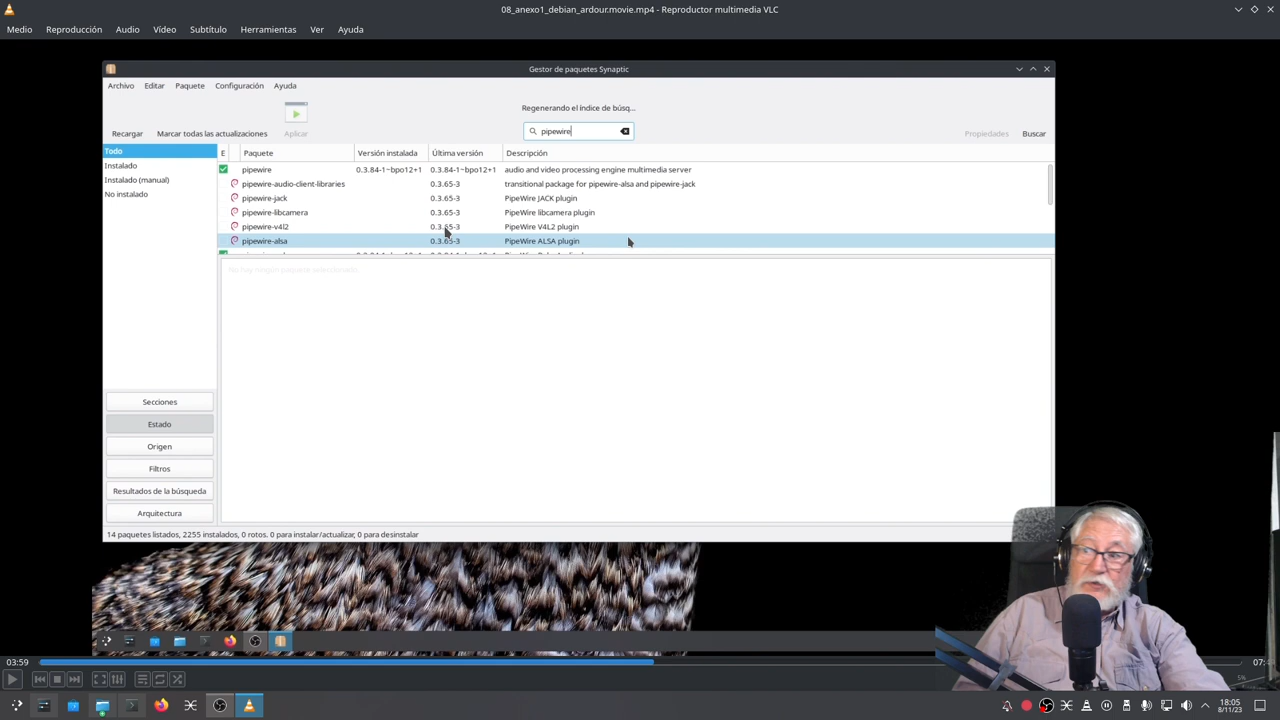 08_anexo1_debian_ardour.movie.mp4 - Reproductor multimedia VLC
Medio Reproducción Audio Vídeo Subtítulo Herramientas Ver Ayuda
Gestor de paquetes Synaptic
Archivo Editar Paquete Configuración Ayuda
Regenerando el índice de búsq...
pipewire
Recargar Marcar todas las actualizaciones Aplicar Propiedades Buscar
Todo
Instalado
Instalado (manual)
No instalado
E Paquete Versión instalada Última versión Descripción
pipewire 0.3.84-1~bpo12+1 0.3.84-1~bpo12+1 audio and video processing engine multimedia server
pipewire-audio-client-libraries 0.3.65-3 transitional package for pipewire-alsa and pipewire-jack
pipewire-jack 0.3.65-3 PipeWire JACK plugin
pipewire-libcamera 0.3.65-3 PipeWire libcamera plugin
pipewire-v4l2 0.3.65-3 PipeWire V4L2 plugin
pipewire-alsa 0.3.65-3 PipeWire ALSA plugin
No hay ningún paquete seleccionado.
Secciones
Estado
Origen
Filtros
Resultados de la búsqueda
Arquitectura
14 paquetes listados, 2255 instalados, 0 rotos. 0 para instalar/actualizar, 0 para desinstalar
03:59
5%
18:05
8/11/23